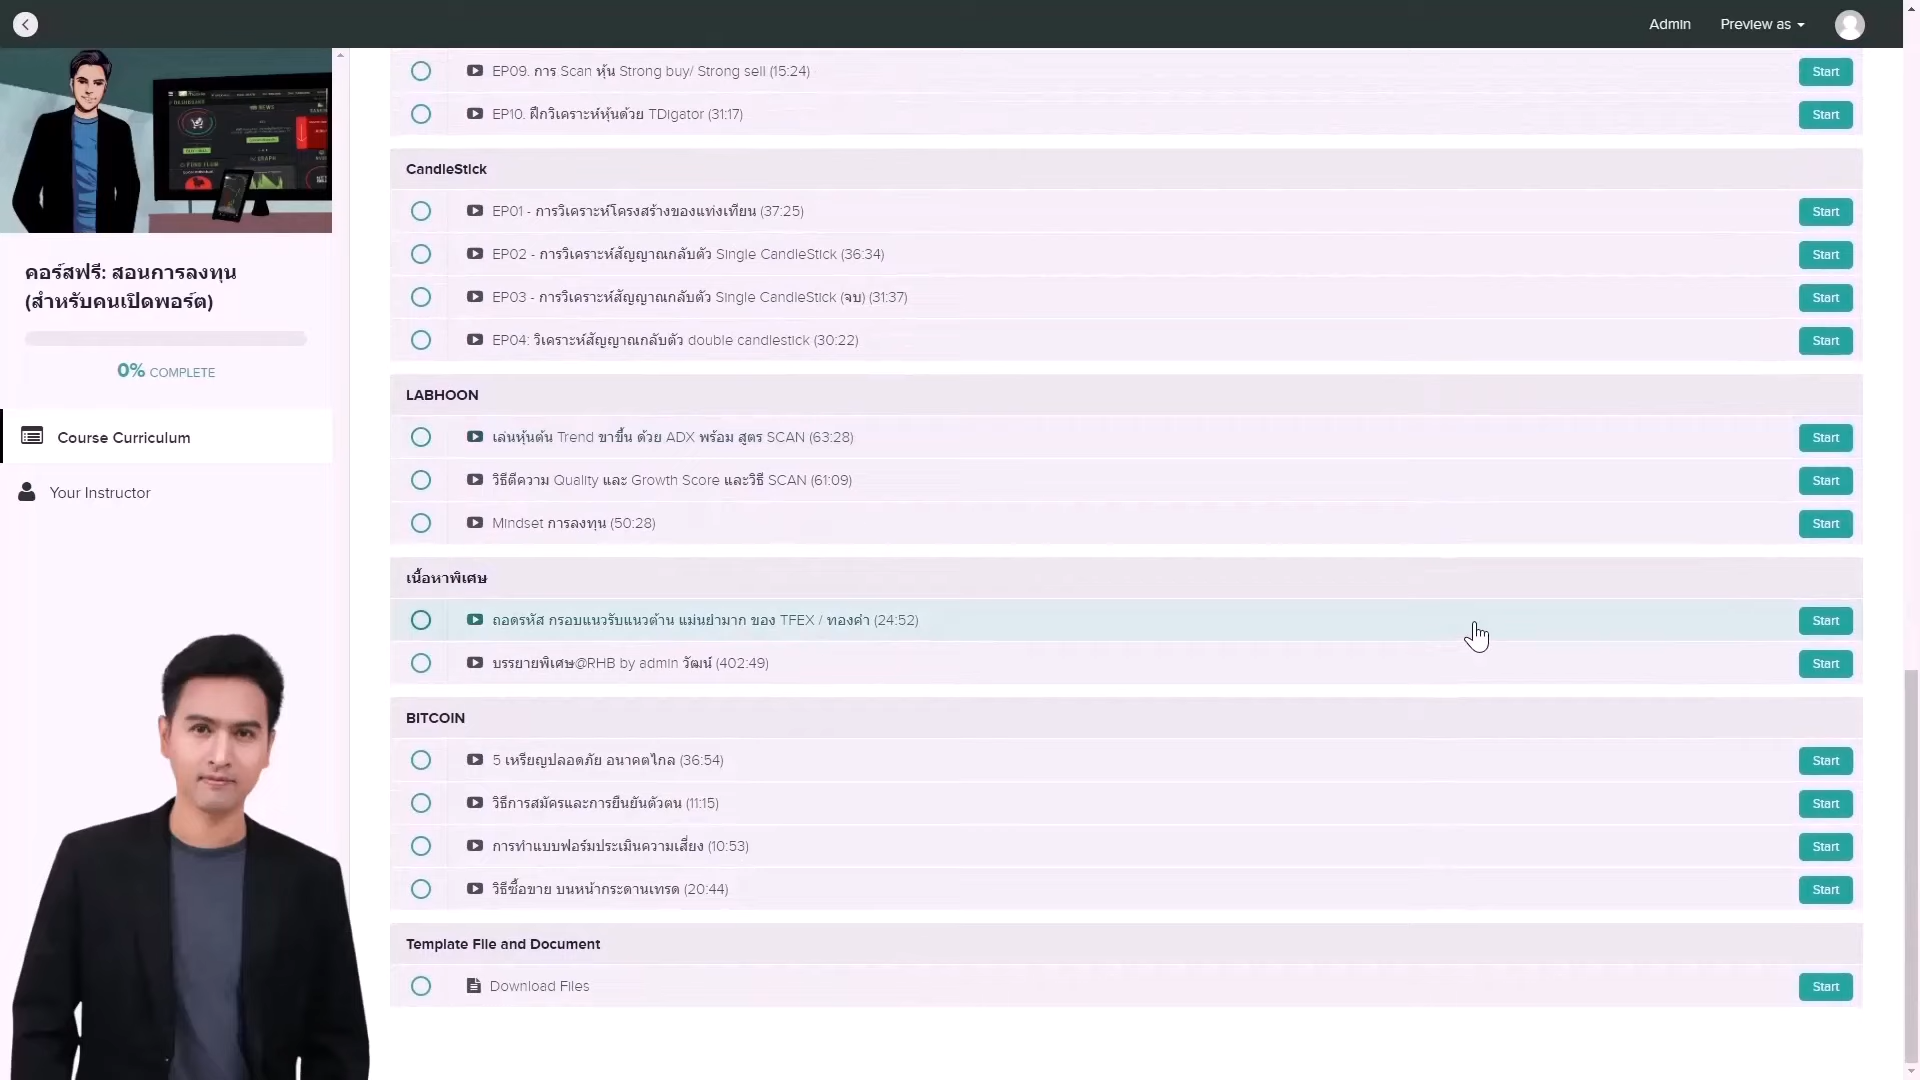 Admin
Preview as
NEWS
GRAPH
คอร์สฟรี: สอนการลงทุน
(สำหรับคนเปิดพอร์ต)
0% COMPLETE
Course Curriculum
Your Instructor
EP09. การ Scan หุ้น Strong buy/ Strong sell (15:24)
Start
EP10. ฝึกวิเคราะห์หุ้นด้วย TDigator (31:17)
Start
CandleStick
EP01 - การวิเคราะห์โครงสร้างของแท่งเทียน (37:25)
Start
EP02 - การวิเคราะห์สัญญาณกลับตัว Single CandleStick (36:34)
Start
EP03 - การวิเคราะห์สัญญาณกลับตัว Single CandleStick (จบ) (31:37)
Start
EP04: วิเคราะห์สัญญาณกลับตัว double candlestick (30:22)
Start
LABHOON
เล่นหุ้นต้น Trend ขาขึ้น ด้วย ADX พร้อม สูตร SCAN (63:28)
Start
วิธีตีความ Quality และ Growth Score และวิธี SCAN (61:09)
Start
Mindset การลงทุน (50:28)
Start
เนื้อหาพิเศษ
ถอดรหัส กรอบแนวรับแนวต้าน แม่นยำมาก ของ TFEX / ทองคำ (24:52)
Start
บรรยายพิเศษ@RHB by admin วัฒน์ (402:49)
Start
BITCOIN
5 เหรียญปลอดภัย อนาคตไกล (36:54)
Start
วิธีการสมัครและการยืนยันตัวตน (11:15)
Start
การทำแบบฟอร์มประเมินความเสี่ยง (10:53)
Start
วิธีซื้อขาย บนหน้ากระดานเทรด (20:44)
Start
Template File and Document
Download Files
Start